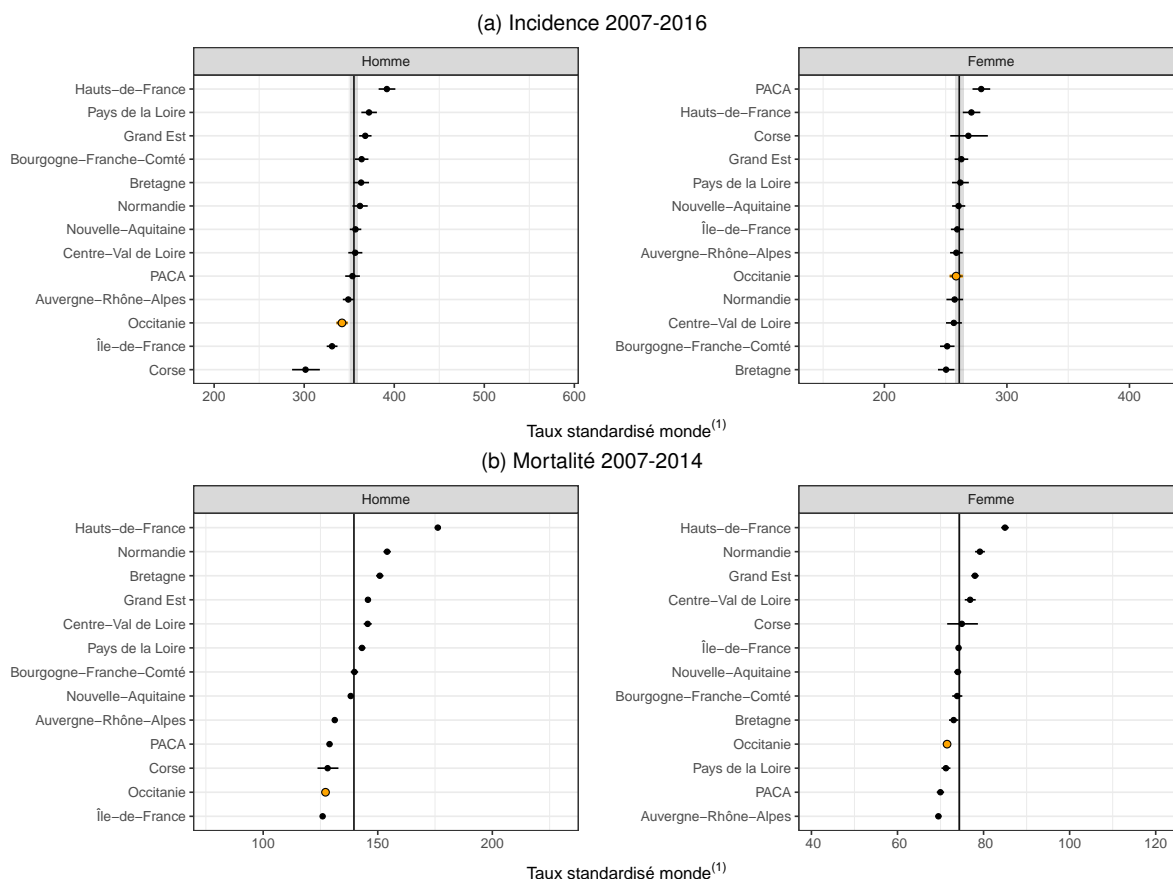 (a) Incidence 2007-2016
Homme
Hauts−de−France
Pays de la Loire
Grand Est
Bourgogne−Franche−Comté
Bretagne
Normandie
Nouvelle−Aquitaine
Centre−Val de Loire
PACA
Auvergne−Rhône−Alpes
Occitanie
Île−de−France
Corse
200 300 400 500 600
Femme
PACA
Hauts−de−France
Corse
Grand Est
Pays de la Loire
Nouvelle−Aquitaine
Île−de−France
Auvergne−Rhône−Alpes
Occitanie
Normandie
Centre−Val de Loire
Bourgogne−Franche−Comté
Bretagne
200 300 400
Taux standardisé monde(1)
(b) Mortalité 2007-2014
Homme
Hauts−de−France
Normandie
Bretagne
Grand Est
Centre−Val de Loire
Pays de la Loire
Bourgogne−Franche−Comté
Nouvelle−Aquitaine
Auvergne−Rhône−Alpes
PACA
Corse
Occitanie
Île−de−France
100 150 200
Femme
Hauts−de−France
Normandie
Grand Est
Centre−Val de Loire
Corse
Île−de−France
Nouvelle−Aquitaine
Bourgogne−Franche−Comté
Bretagne
Occitanie
Pays de la Loire
PACA
Auvergne−Rhône−Alpes
40 60 80 100 120
Taux standardisé monde(1)